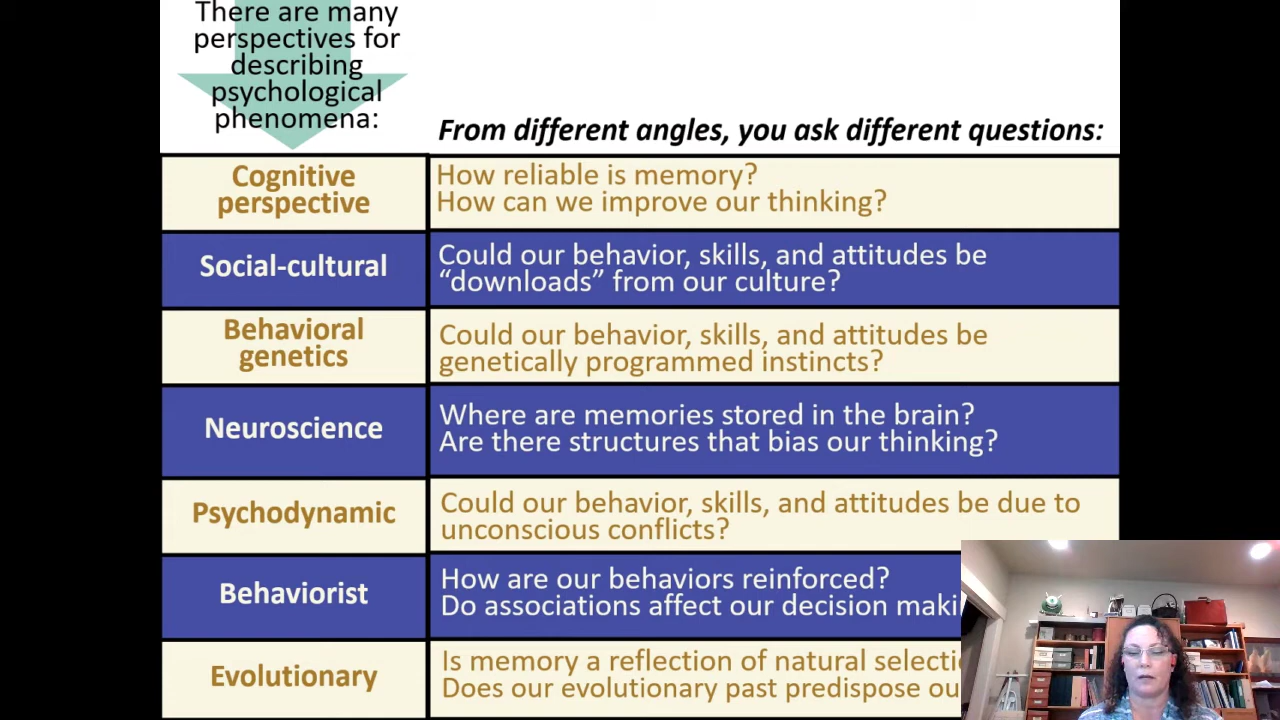 There are many
perspectives for
describing
psychological
phenomena:
From different angles, you ask different questions:
Cognitive
perspective
How reliable is memory?
How can we improve our thinking?
Social-cultural
Could our behavior, skills, and attitudes be
“downloads” from our culture?
Behavioral
genetics
Could our behavior, skills, and attitudes be
genetically programmed instincts?
Neuroscience
Where are memories stored in the brain?
Are there structures that bias our thinking?
Psychodynamic
Could our behavior, skills, and attitudes be due to
unconscious conflicts?
Behaviorist
How are our behaviors reinforced?
Do associations affect our decision maki
Evolutionary
Is memory a reflection of natural selecti
Does our evolutionary past predispose ou